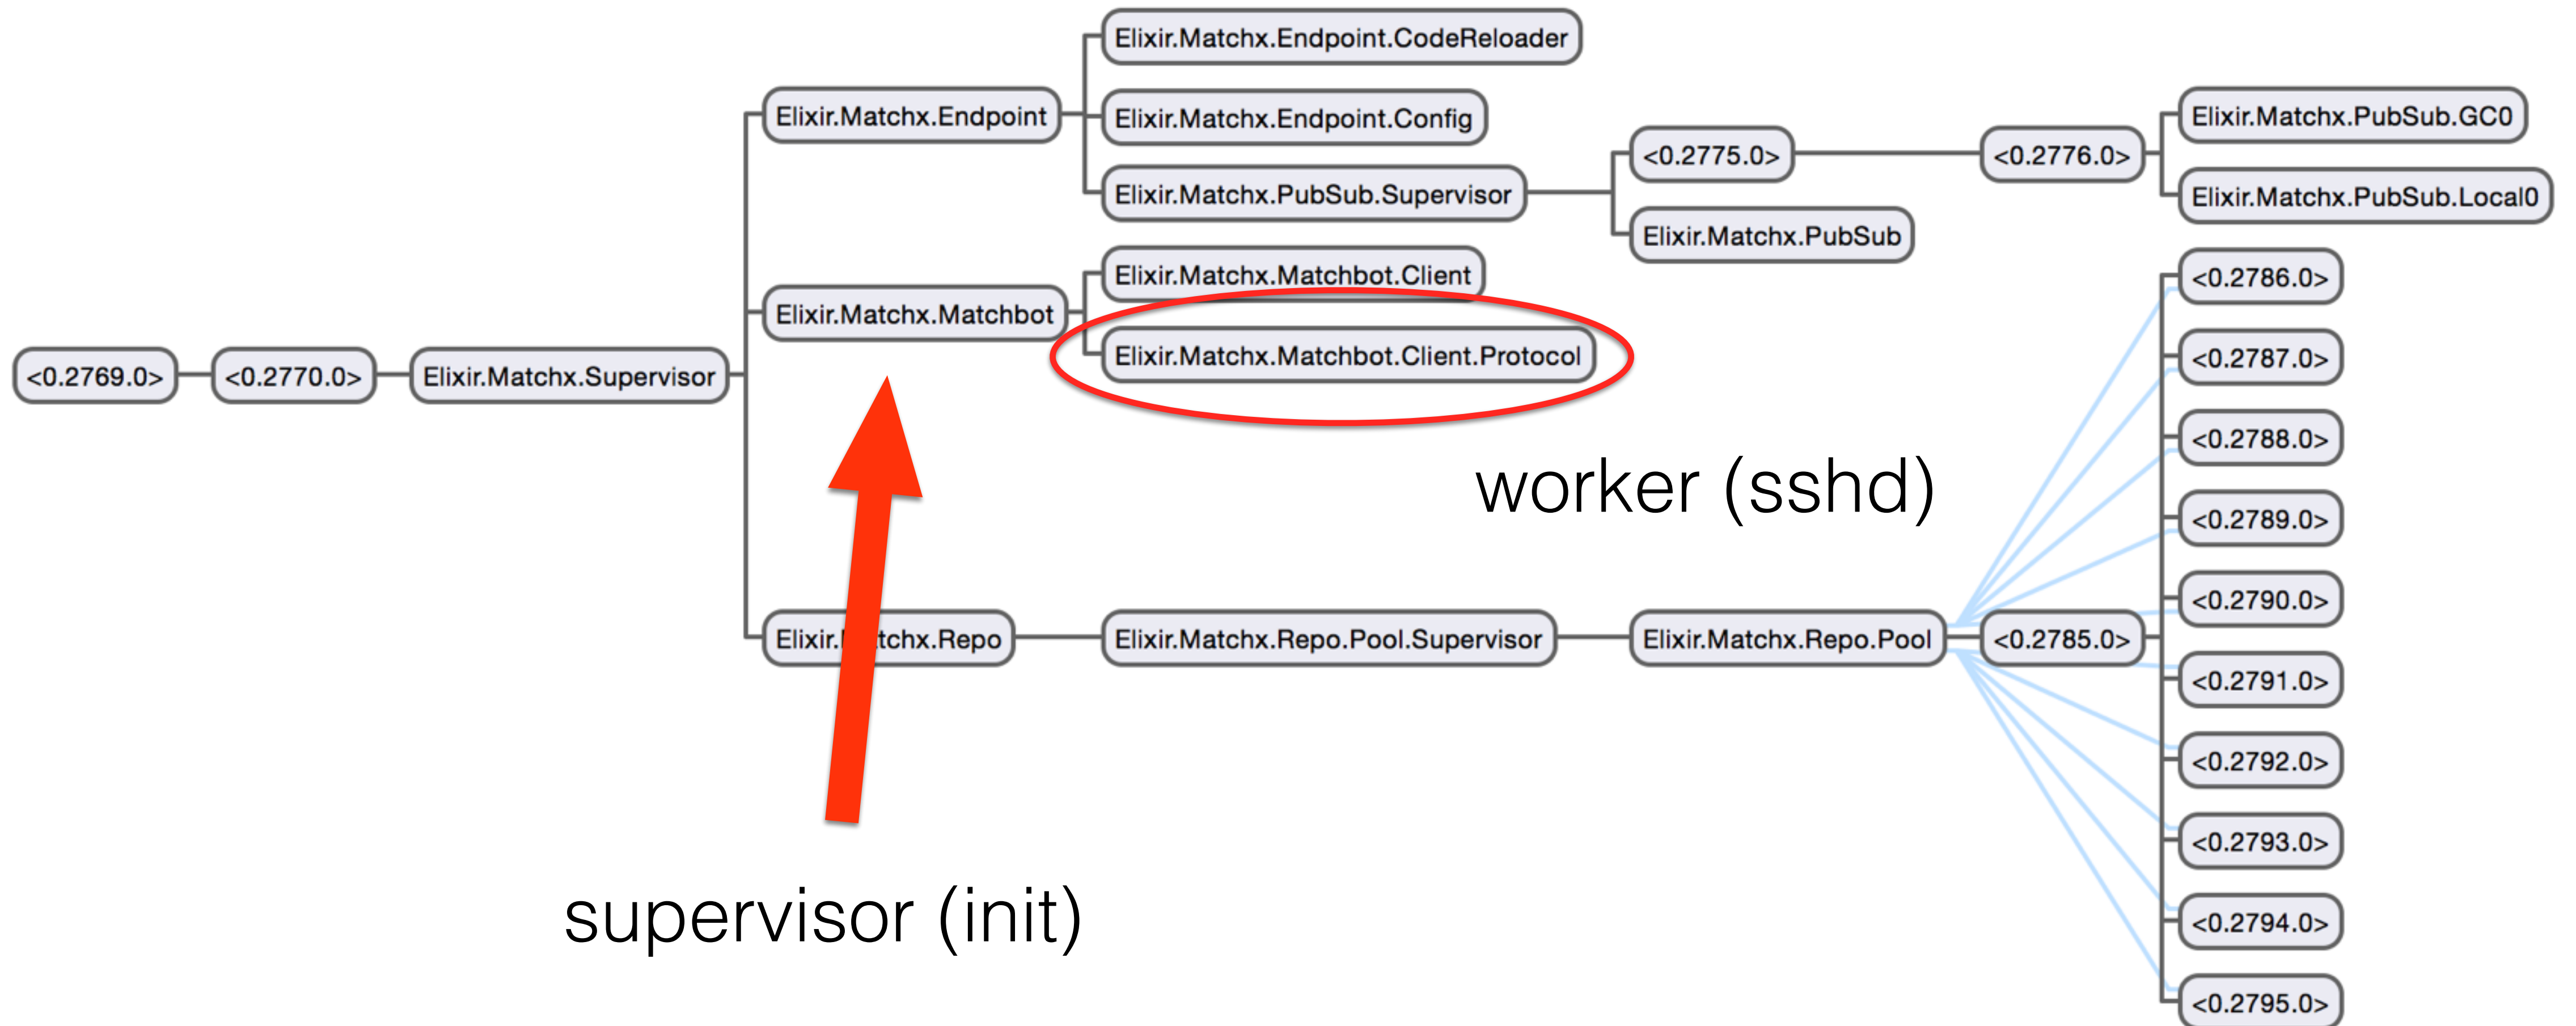 Elixir.Matchx.Endpoint.CodeReloader
Elixir.Matchx.Endpoint
Elixir.Matchx.Endpoint.Config
<0.2775.0>
<0.2776.0>
Elixir.Matchx.PubSub.GC0
Elixir.Matchx.PubSub.Supervisor
Elixir.Matchx.PubSub.Local0
Elixir.Matchx.PubSub
Elixir.Matchx.Matchbot.Client
<0.2786.0>
Elixir.Matchx.Matchbot
Elixir.Matchx.Matchbot.Client.Protocol
<0.2787.0>
<0.2769.0>
<0.2770.0>
Elixir.Matchx.Supervisor
<0.2788.0>
worker (sshd)
<0.2789.0>
<0.2790.0>
Elixir.Matchx.Repo
Elixir.Matchx.Repo.Pool.Supervisor
Elixir.Matchx.Repo.Pool
<0.2785.0>
<0.2791.0>
<0.2792.0>
<0.2793.0>
supervisor (init)
<0.2794.0>
<0.2795.0>